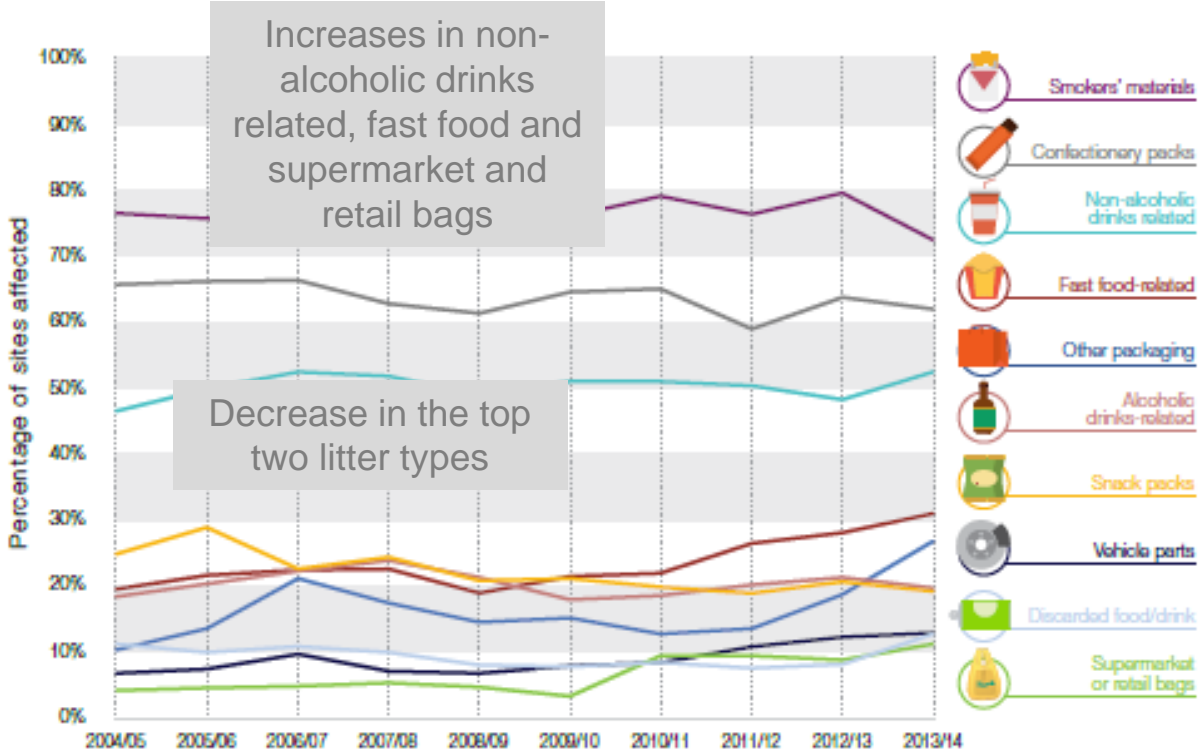 Increases in non-
alcoholic drinks
related, fast food and
supermarket and
retail bags
Decrease in the top
two litter types
Percentage of sites affected
100%
90%
80%
70%
60%
50%
40%
30%
20%
10%
0%
2004/05
2005/06
2006/07
2007/08
2008/09
2009/10
2010/11
2011/12
2012/13
2013/14
Smokers' materials
Confectionery packs
Non-alcoholic
drinks related
Fast food-related
Other packaging
Alcoholic
drinks-related
Snack packs
Vehicle parts
Discarded food/drink
Supermarket
or retail bags